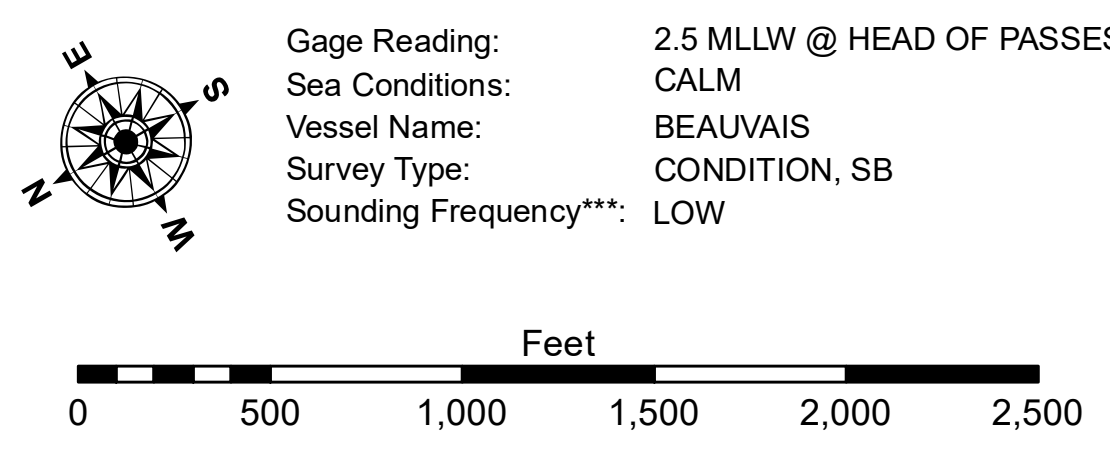 E
S
N
W
Gage Reading: 2.5 MLLW @ HEAD OF PASSES
Sea Conditions: CALM
Vessel Name: BEAUVAIS
Survey Type: CONDITION, SB
Sounding Frequency***: LOW
Feet
0 500 1,000 1,500 2,000 2,500